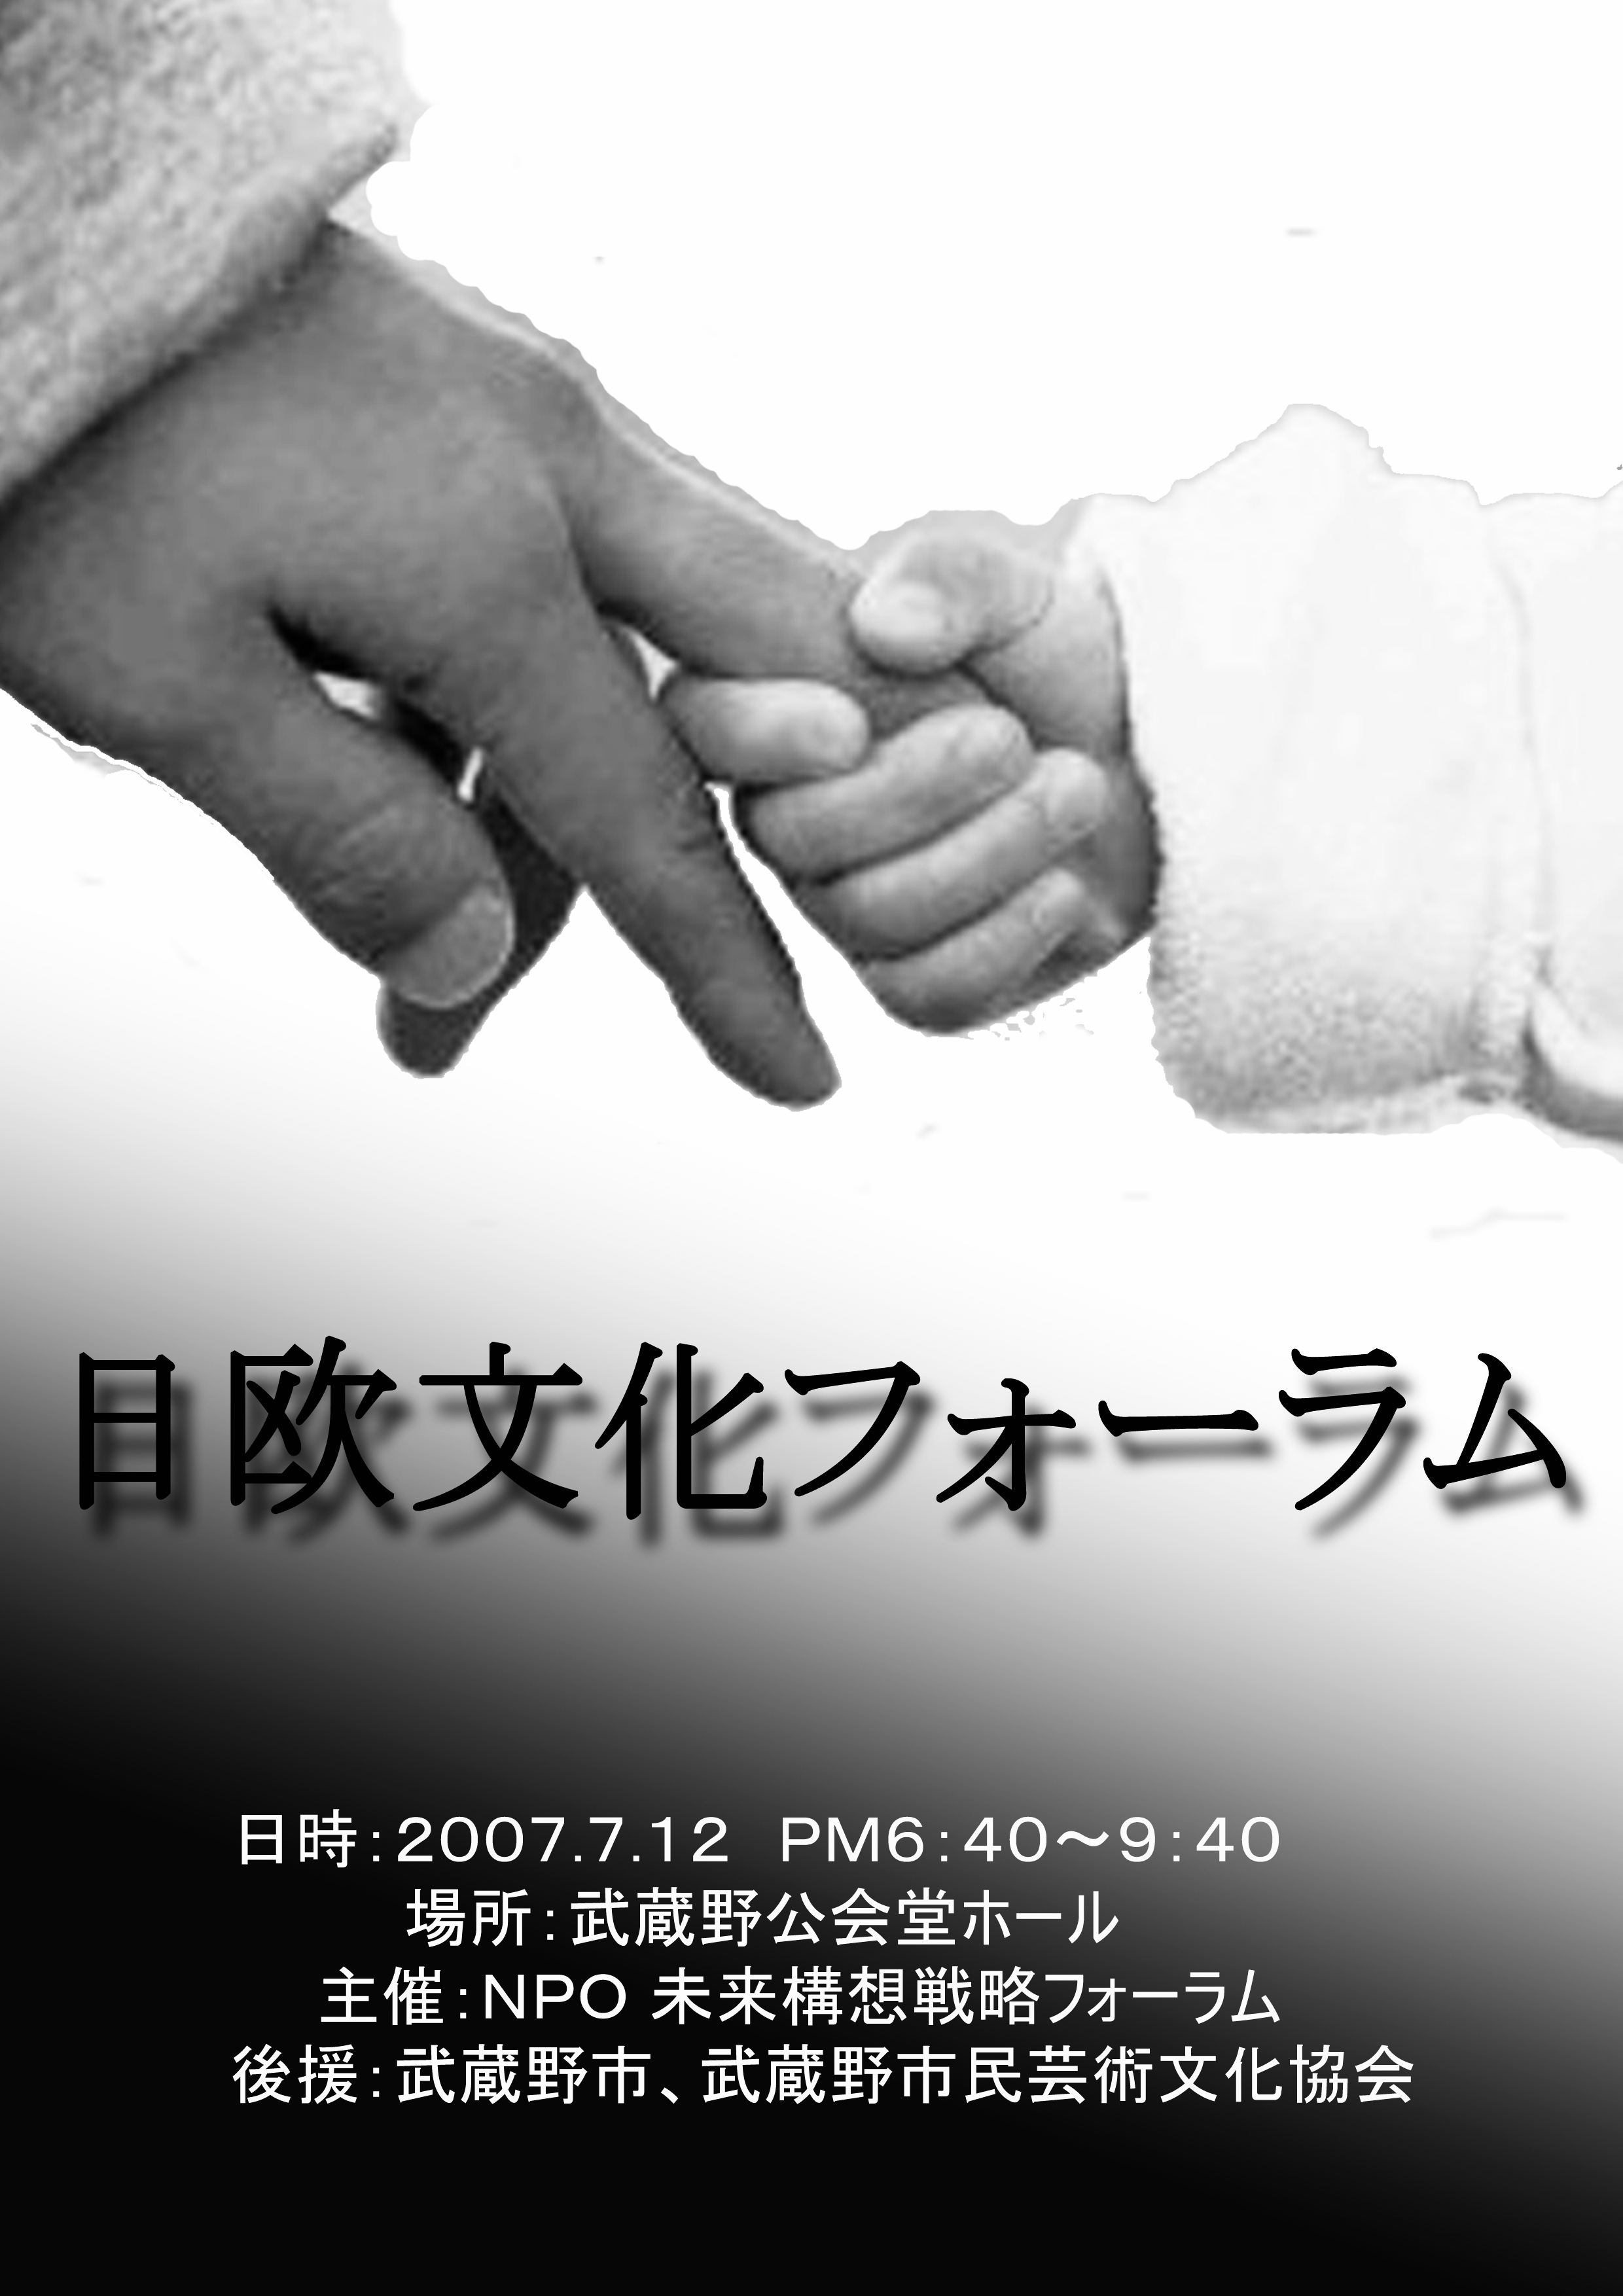 日欧文化フォーラム
日時：2007.7.12　PM6：40～9：40
場所：武蔵野公会堂ホール
主催：NPO 未来構想戦略フォーラム
後援：武蔵野市、武蔵野市民芸術文化協会